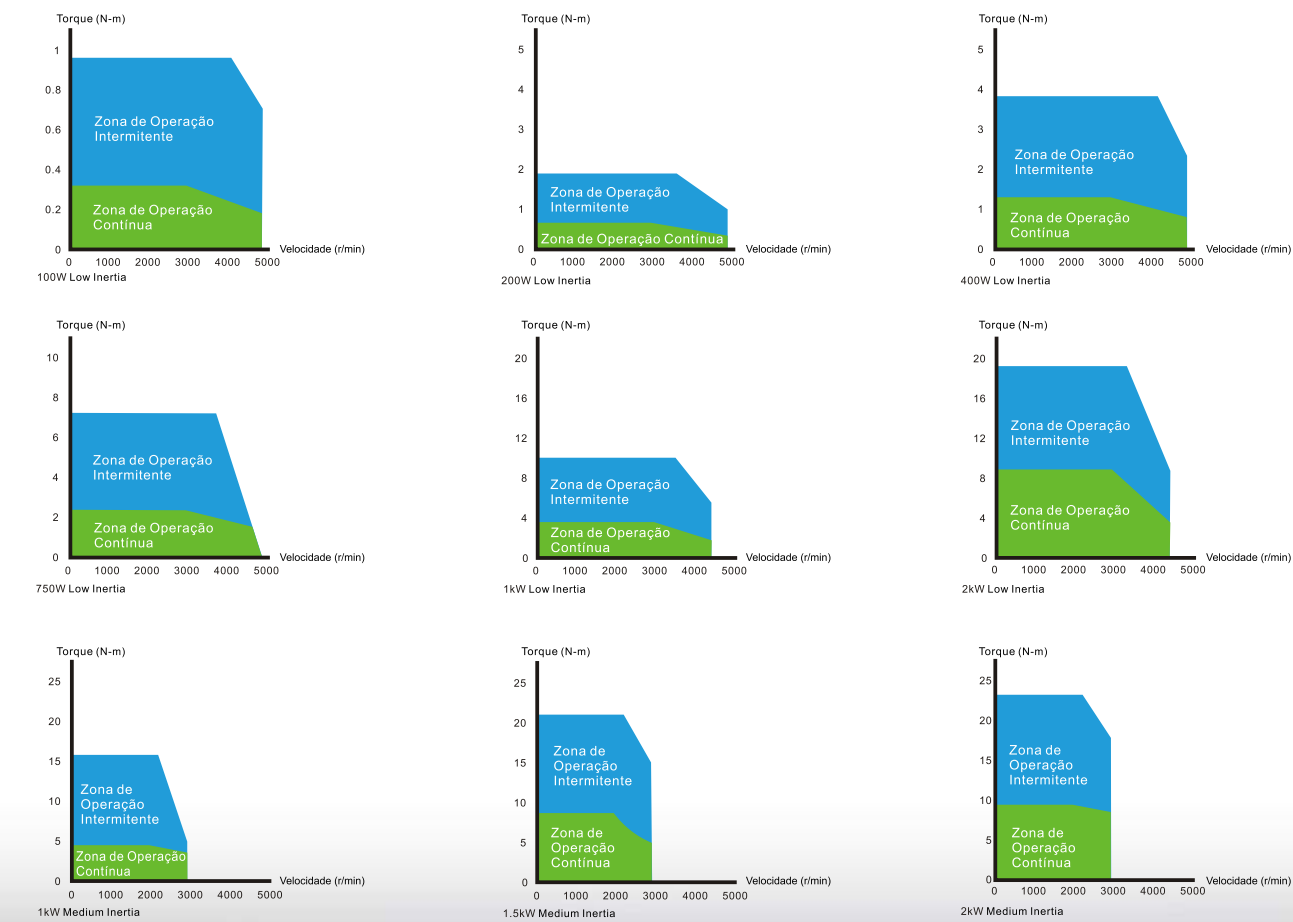 Torque (N-m)
1
0.8
0.6
0.4
0.2
0
Zona de Operação
Intermitente
Zona de Operação
Contínua
0 1000 2000 3000 4000 5000
Velocidade (r/min)
100W Low Inertia
Torque (N-m)
5
4
3
2
1
0
Zona de Operação
Intermitente
Zona de Operação Contínua
0 1000 2000 3000 4000 5000
Velocidade (r/min)
200W Low Inertia
Torque (N-m)
5
4
3
2
1
0
Zona de Operação
Intermitente
Zona de Operação
Contínua
0 1000 2000 3000 4000 5000
Velocidade (r/min)
400W Low Inertia
Torque (N-m)
10
8
6
4
2
0
Zona de Operação
Intermitente
Zona de Operação
Contínua
0 1000 2000 3000 4000 5000
Velocidade (r/min)
750W Low Inertia
Torque (N-m)
20
16
12
8
4
0
Zona de Operação
Intermitente
Zona de Operação
Contínua
0 1000 2000 3000 4000 5000
Velocidade (r/min)
1kW Low Inertia
Torque (N-m)
20
16
12
8
4
0
Zona de Operação
Intermitente
Zona de Operação
Contínua
0 1000 2000 3000 4000 5000
Velocidade (r/min)
2kW Low Inertia
Torque (N-m)
25
20
15
10
5
0
Zona de
Operação
Intermitente
Zona de Operação
Contínua
0 1000 2000 3000 4000 5000
Velocidade (r/min)
1kW Medium Inertia
Torque (N-m)
25
20
15
10
5
0
Zona de
Operação
Intermitente
Zona de
Operação
Contínua
0 1000 2000 3000 4000 5000
Velocidade (r/min)
1.5kW Medium Inertia
Torque (N-m)
25
20
15
10
5
0
Zona de
Operação
Intermitente
Zona de
Operação
Contínua
0 1000 2000 3000 4000 5000
Velocidade (r/min)
2kW Medium Inertia